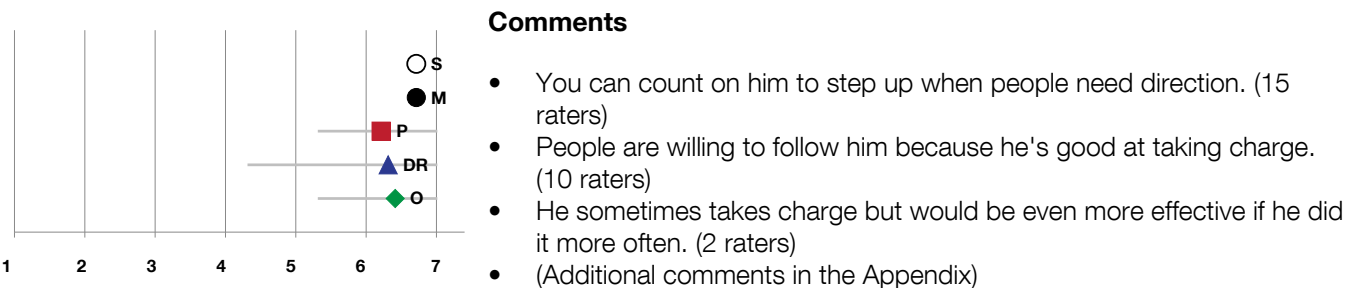 S
M
P
DR
O
1 2 3 4 5 6 7
Comments
• You can count on him to step up when people need direction. (15
raters)
• People are willing to follow him because he's good at taking charge.
(10 raters)
• He sometimes takes charge but would be even more effective if he did
it more often. (2 raters)
• (Additional comments in the Appendix)